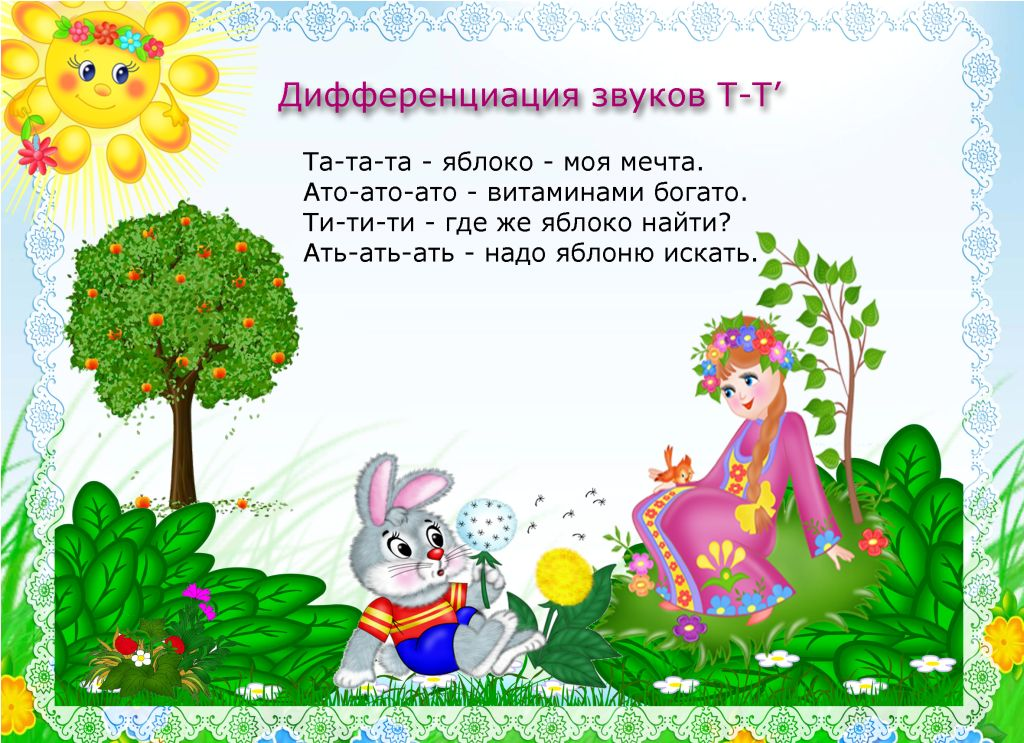 Дифференциация звуков Т-Т′
Та-та-та - яблоко - моя мечта.
Ато-ато-ато - витаминами богато.
Ти-ти-ти - где же яблоко найти?
Ать-ать-ать - надо яблоню искать.